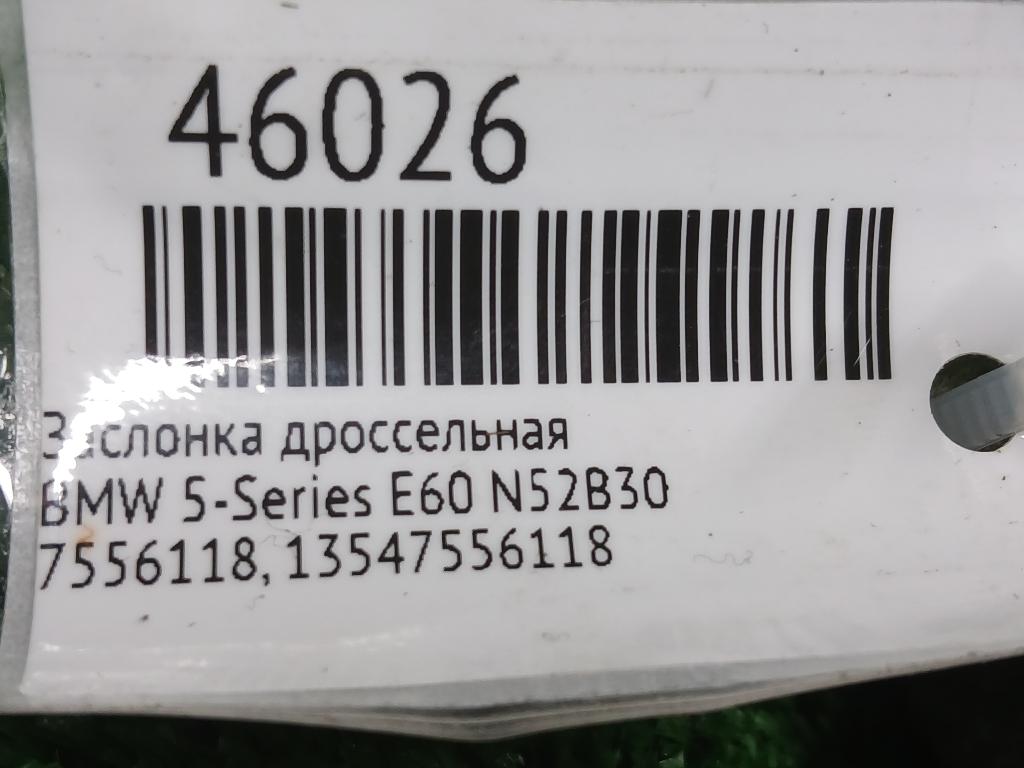 46026
Заслонка дроссельная
BMW 5-Series E60 N52B30
7556118, 13547556118